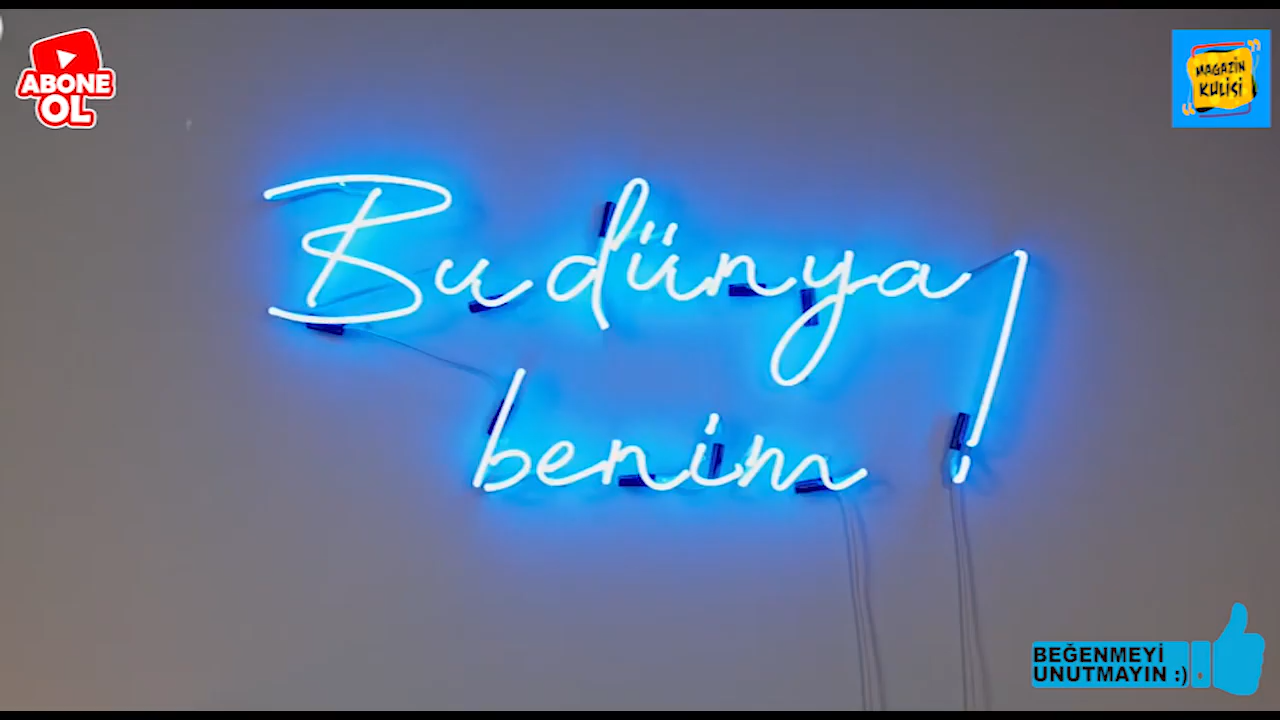 ABONE
OL
MAGAZİN
KULİSİ
Bu dünya
benim !
BEĞENMEYİ
UNUTMAYIN :)